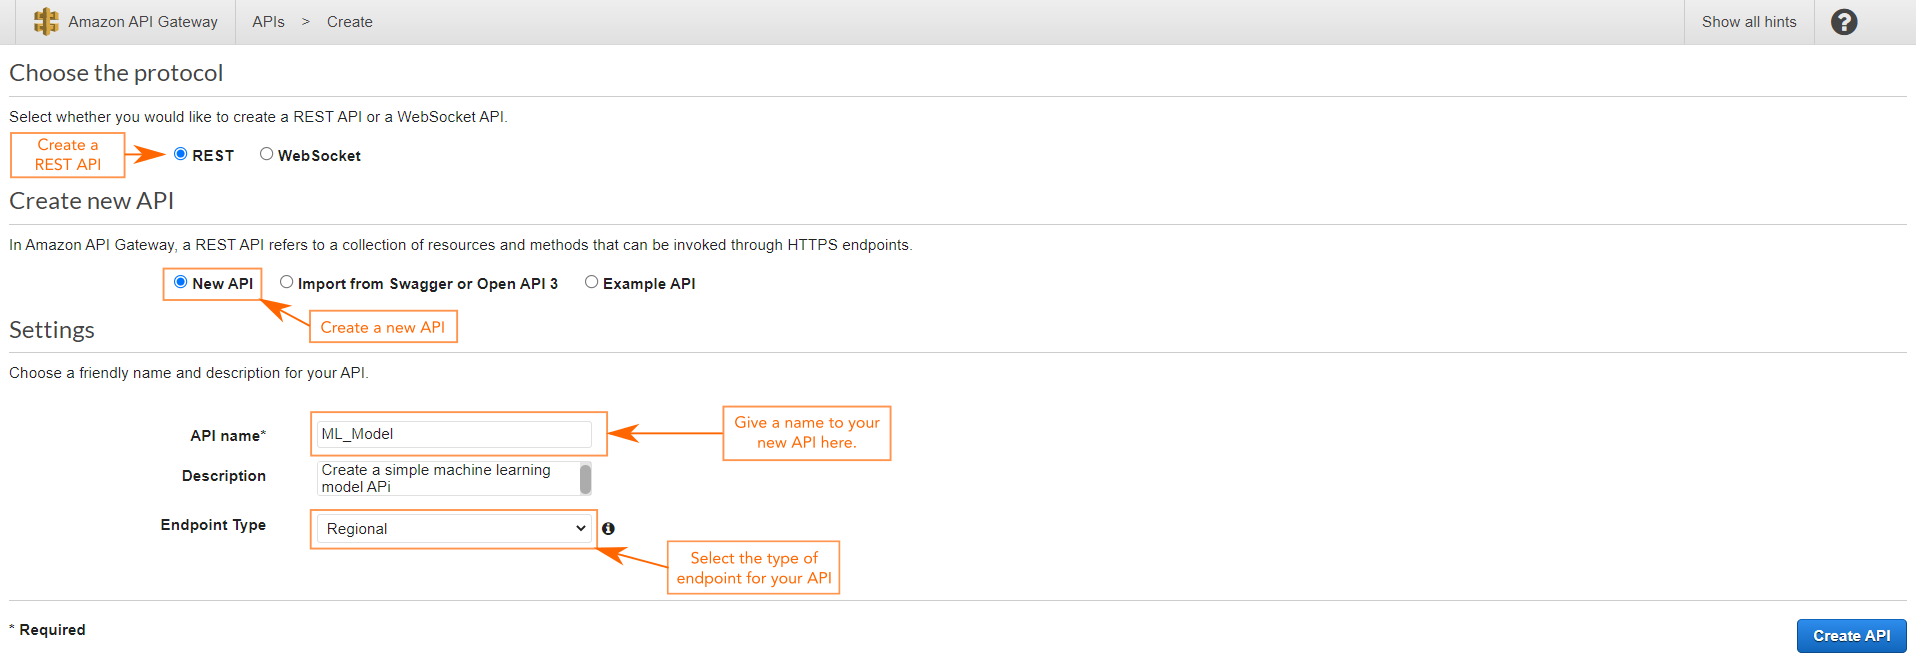 Amazon API Gateway APIs > Create Show all hints ?
Choose the protocol
Select whether you would like to create a REST API or a WebSocket API.
Create a
REST API
REST WebSocket
Create new API
In Amazon API Gateway, a REST API refers to a collection of resources and methods that can be invoked through HTTPS endpoints.
New API Import from Swagger or Open API 3 Example API
Create a new API
Settings
Choose a friendly name and description for your API.
API name* ML_Model
Give a name to your
new API here.
Description Create a simple machine learning
model APi
Endpoint Type Regional
Select the type of
endpoint for your API
* Required
Create API